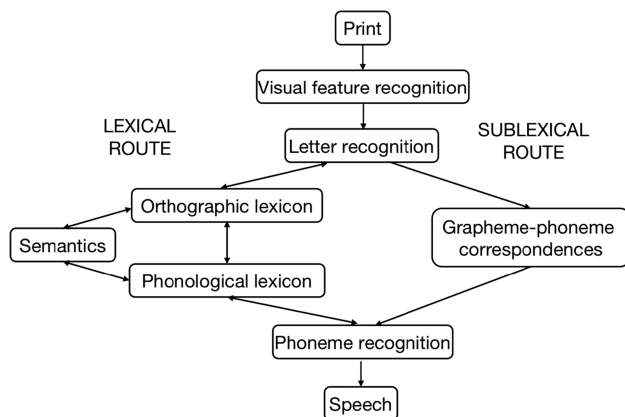 Print
Visual feature recognition
LEXICAL
ROUTE
SUBLEXICAL
ROUTE
Letter recognition
Orthographic lexicon
Grapheme-phoneme
correspondences
Semantics
Phonological lexicon
Phoneme recognition
Speech